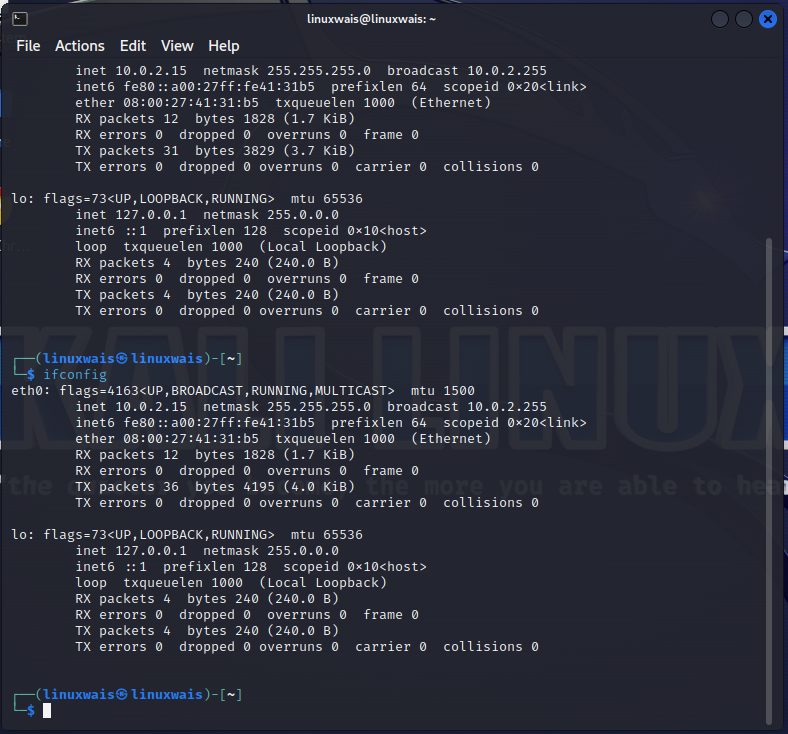 linuxwais@linuxwais: ~
File Actions Edit View Help
inet 10.0.2.15 netmask 255.255.255.0 broadcast 10.0.2.255
inet6 fe80::a00:27ff:fe41:31b5 prefixlen 64 scopeid 0×20<link>
ether 08:00:27:41:31:b5 txqueuelen 1000 (Ethernet)
RX packets 12 bytes 1828 (1.7 KiB)
RX errors 0 dropped 0 overruns 0 frame 0
TX packets 31 bytes 3829 (3.7 KiB)
TX errors 0 dropped 0 overruns 0 carrier 0 collisions 0
lo: flags=73<UP,LOOPBACK,RUNNING> mtu 65536
inet 127.0.0.1 netmask 255.0.0.0
inet6 ::1 prefixlen 128 scopeid 0×10<host>
loop txqueuelen 1000 (Local Loopback)
RX packets 4 bytes 240 (240.0 B)
RX errors 0 dropped 0 overruns 0 frame 0
TX packets 4 bytes 240 (240.0 B)
TX errors 0 dropped 0 overruns 0 carrier 0 collisions 0
┌──(linuxwais㉿linuxwais)-[~]
└─$ ifconfig
eth0: flags=4163<UP,BROADCAST,RUNNING,MULTICAST> mtu 1500
inet 10.0.2.15 netmask 255.255.255.0 broadcast 10.0.2.255
inet6 fe80::a00:27ff:fe41:31b5 prefixlen 64 scopeid 0×20<link>
ether 08:00:27:41:31:b5 txqueuelen 1000 (Ethernet)
RX packets 12 bytes 1828 (1.7 KiB)
RX errors 0 dropped 0 overruns 0 frame 0
TX packets 36 bytes 4195 (4.0 KiB)
TX errors 0 dropped 0 overruns 0 carrier 0 collisions 0
lo: flags=73<UP,LOOPBACK,RUNNING> mtu 65536
inet 127.0.0.1 netmask 255.0.0.0
inet6 ::1 prefixlen 128 scopeid 0×10<host>
loop txqueuelen 1000 (Local Loopback)
RX packets 4 bytes 240 (240.0 B)
RX errors 0 dropped 0 overruns 0 frame 0
TX packets 4 bytes 240 (240.0 B)
TX errors 0 dropped 0 overruns 0 carrier 0 collisions 0
┌──(linuxwais㉿linuxwais)-[~]
└─$
KALI LINUX
the more you are able to hear